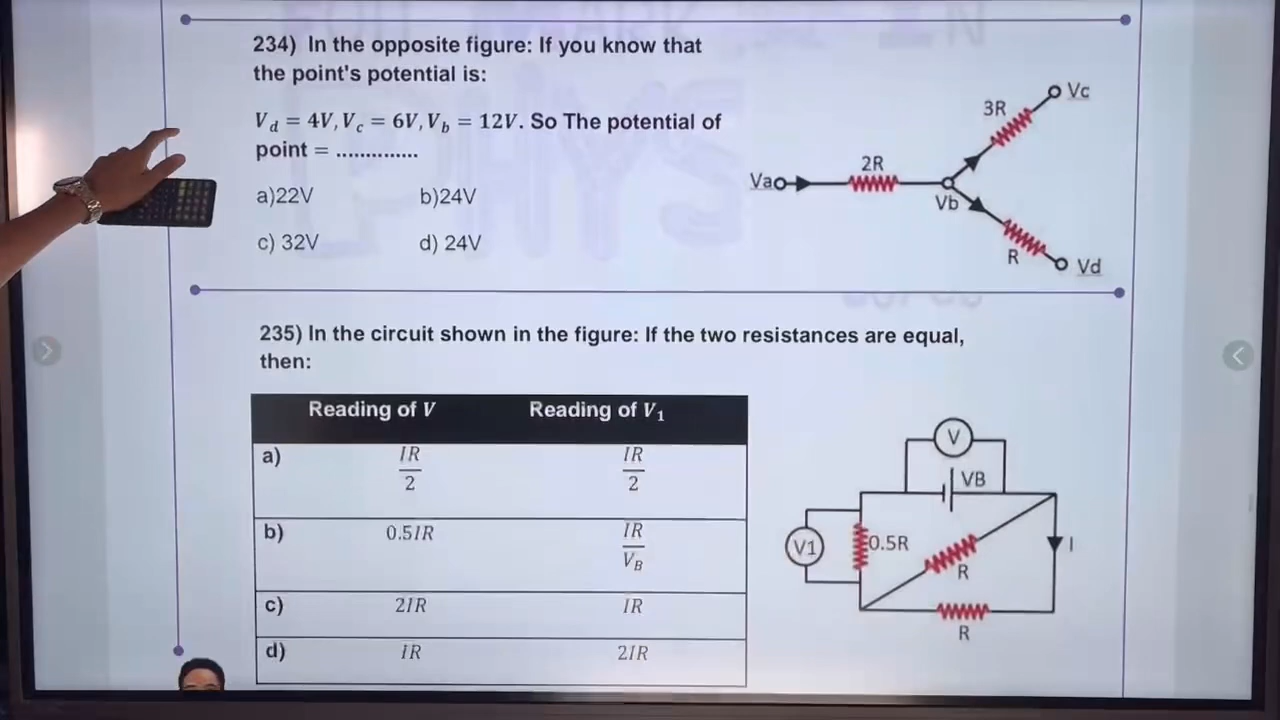 234) In the opposite figure: If you know that
the point's potential is:
V_d = 4V, V_c = 6V, V_b = 12V. So The potential of
point = ..............
a)22V b)24V
c) 32V d) 24V
Va 2R Vb 3R Vc R Vd
235) In the circuit shown in the figure: If the two resistances are equal,
then:
Reading of V Reading of V₁
a) IR/2 IR/2
b) 0.5IR IR/V_B
c) 2IR IR
d) IR 2IR
V
VB
V1 0.5R R I
R